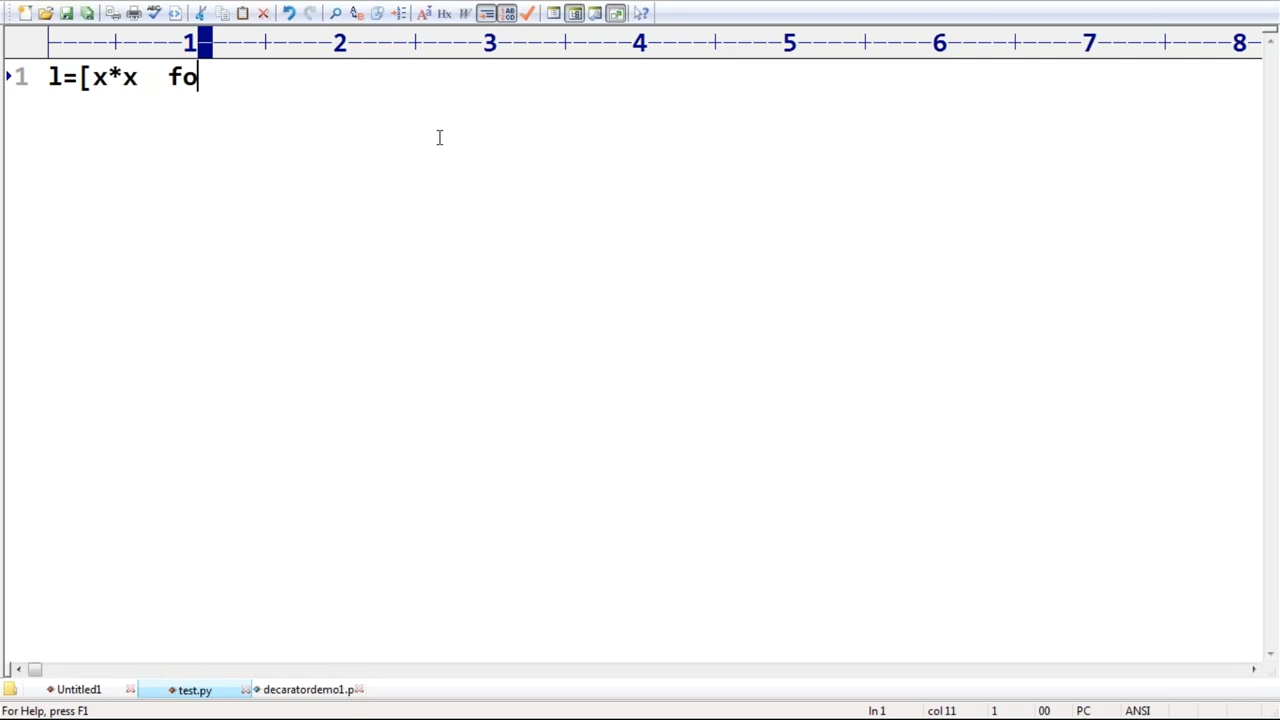 1 2 3 4 5 6 7 8
1 l=[x*x  fo
Untitled1 test.py decaratordemo1.p
For Help, press F1 ln 1 col 11 1 00 PC ANSI